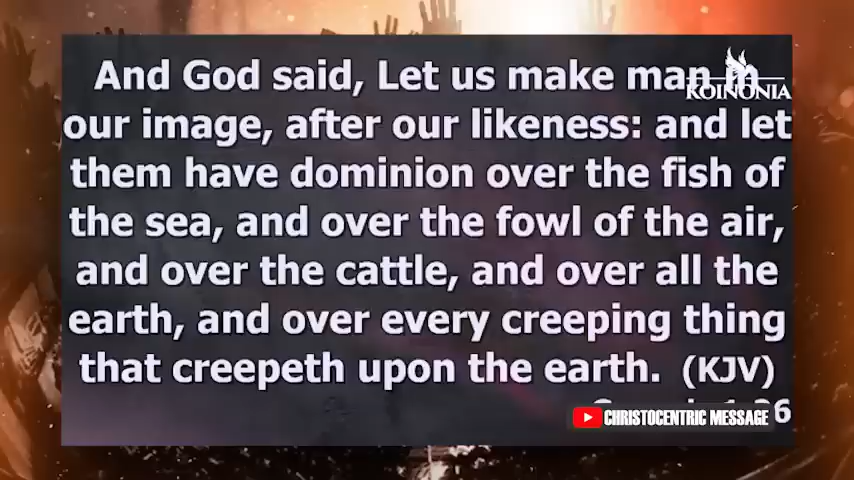 And God said, Let us make man in
KOINONIA
our image, after our likeness: and let
them have dominion over the fish of
the sea, and over the fowl of the air,
and over the cattle, and over all the
earth, and over every creeping thing
that creepeth upon the earth. (KJV)
CHRISTOCENTRIC MESSAGE